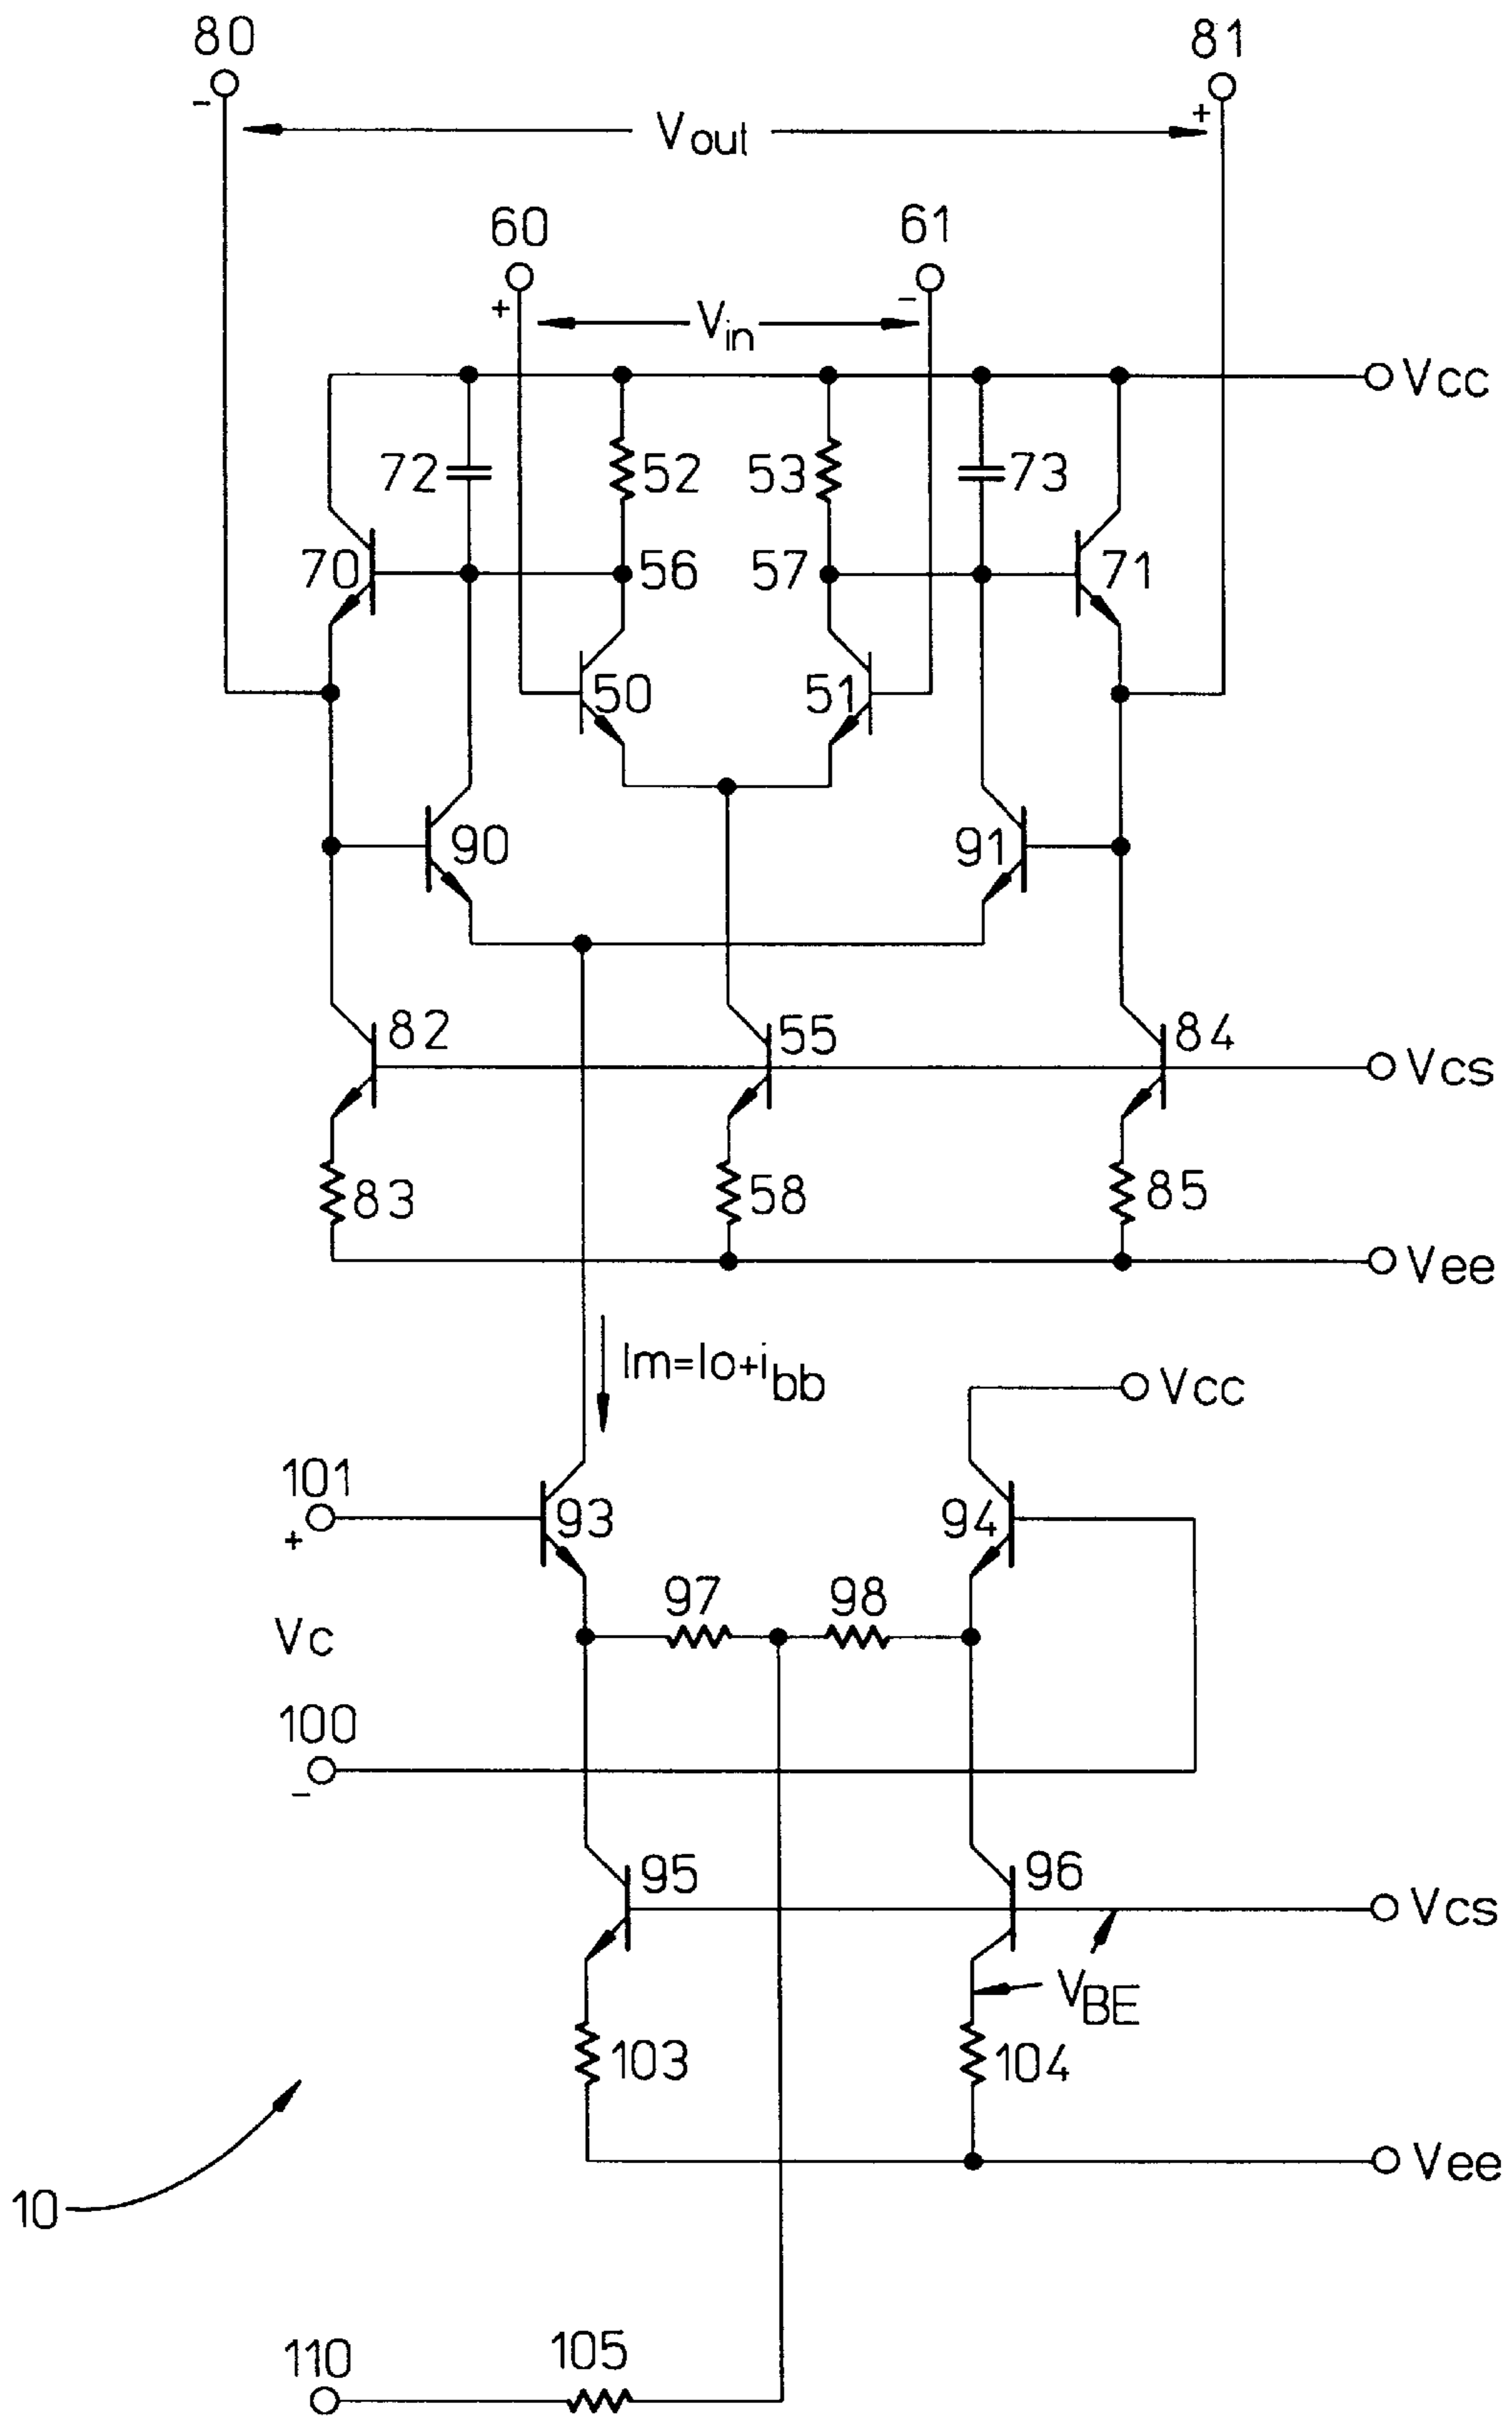 80 81
- +
Vout
60 61
+ -
Vin
Vcc
72 52 53 73
70 56 57 71
50 51
90 91
82 55 84
Vcs
83 58 85
Vee
Im=Io+ibb
Vcc
101
+
93 94
97 98
Vc
100
-
95 96
Vcs
VBE
103 104
Vee
10
110 105